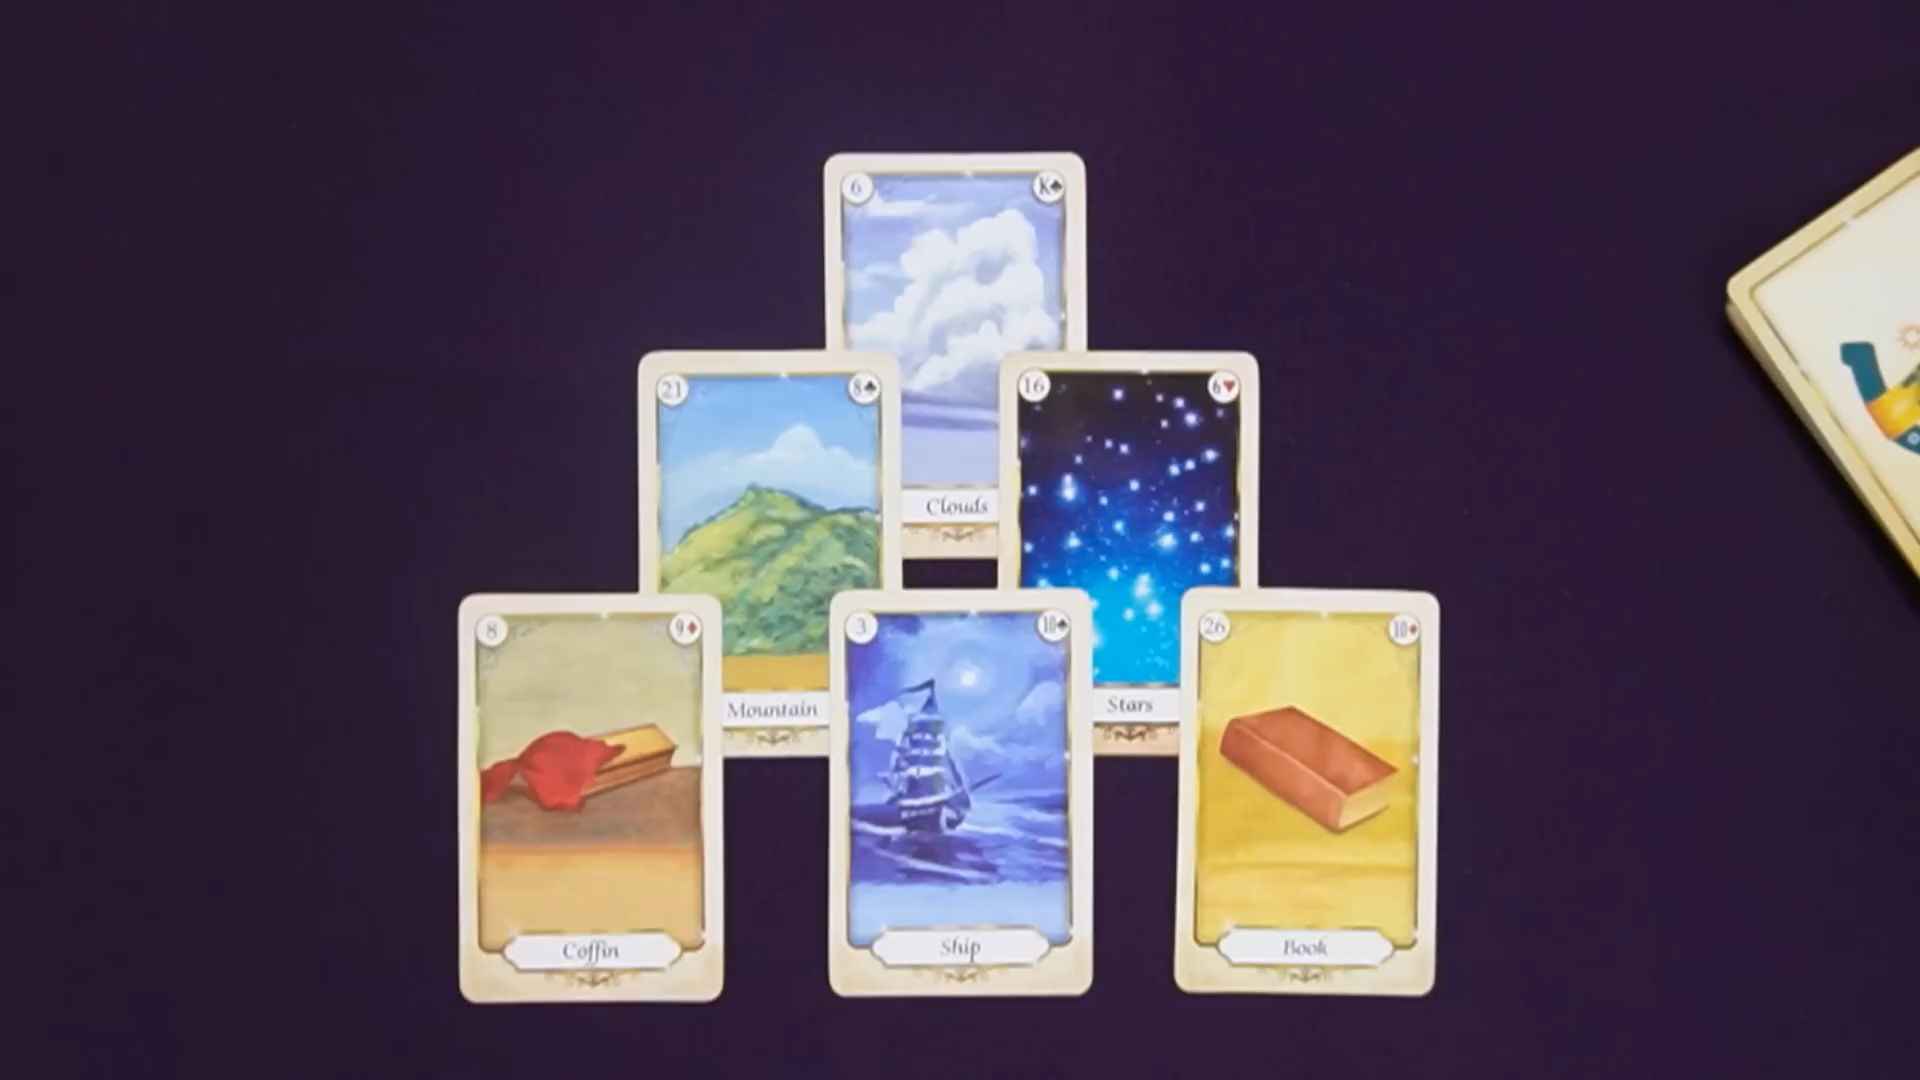 6 K♠
Clouds
21 8♣
Mountain
16 6♥
Stars
8 9♦
Coffin
3 10♠
Ship
26 10♦
Book